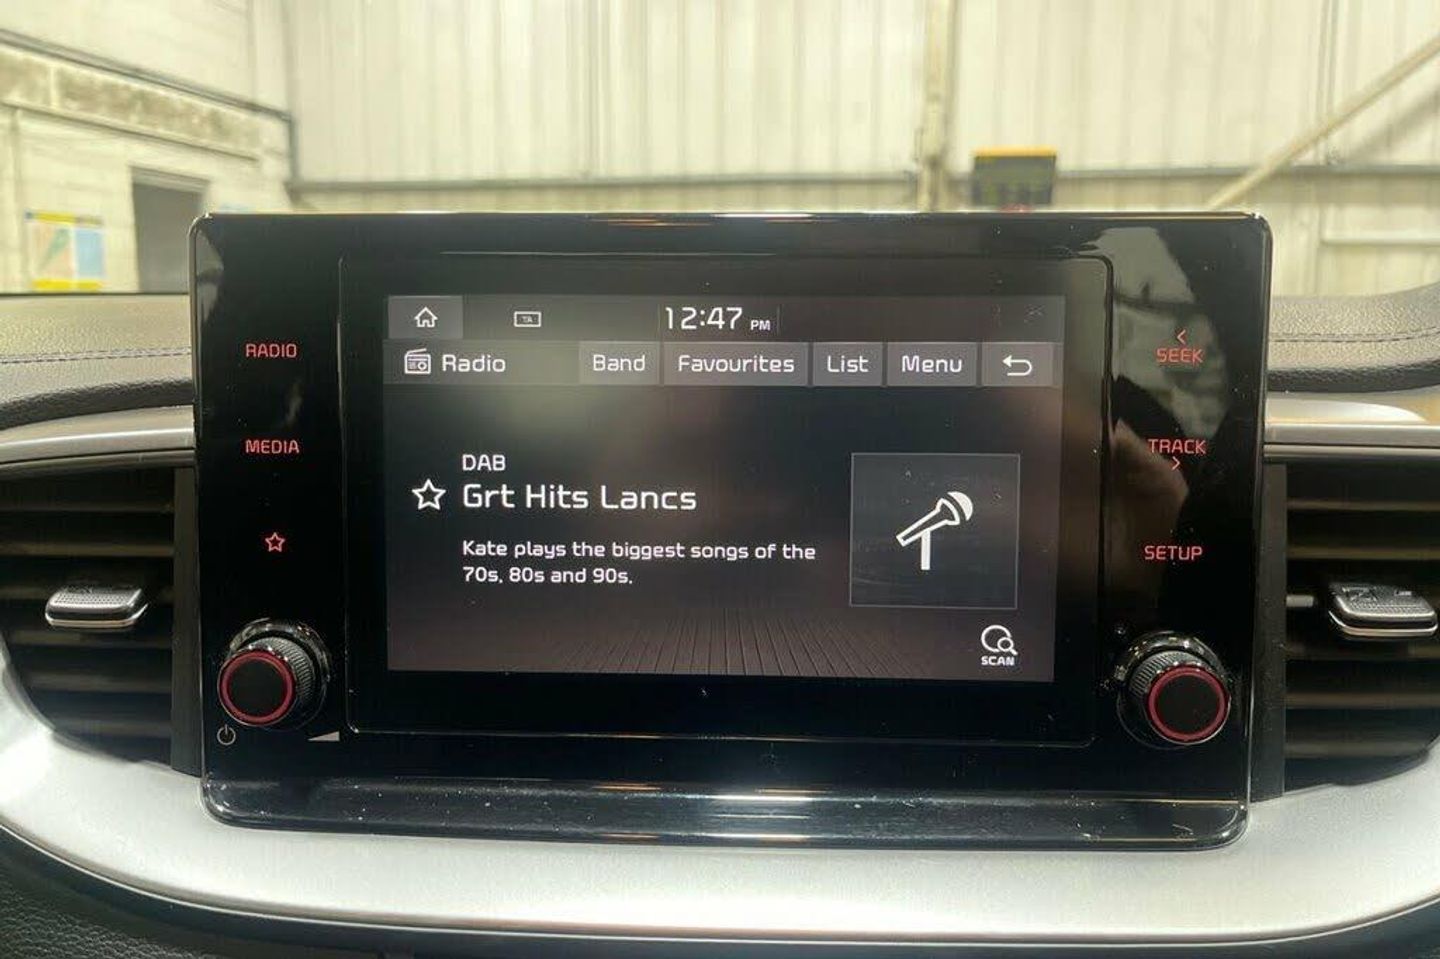 TA
12:47 PM
Radio
Band
Favourites
List
Menu
RADIO
MEDIA
DAB
Grt Hits Lancs
Kate plays the biggest songs of the
70s, 80s and 90s.
SCAN
SEEK
TRACK
SETUP